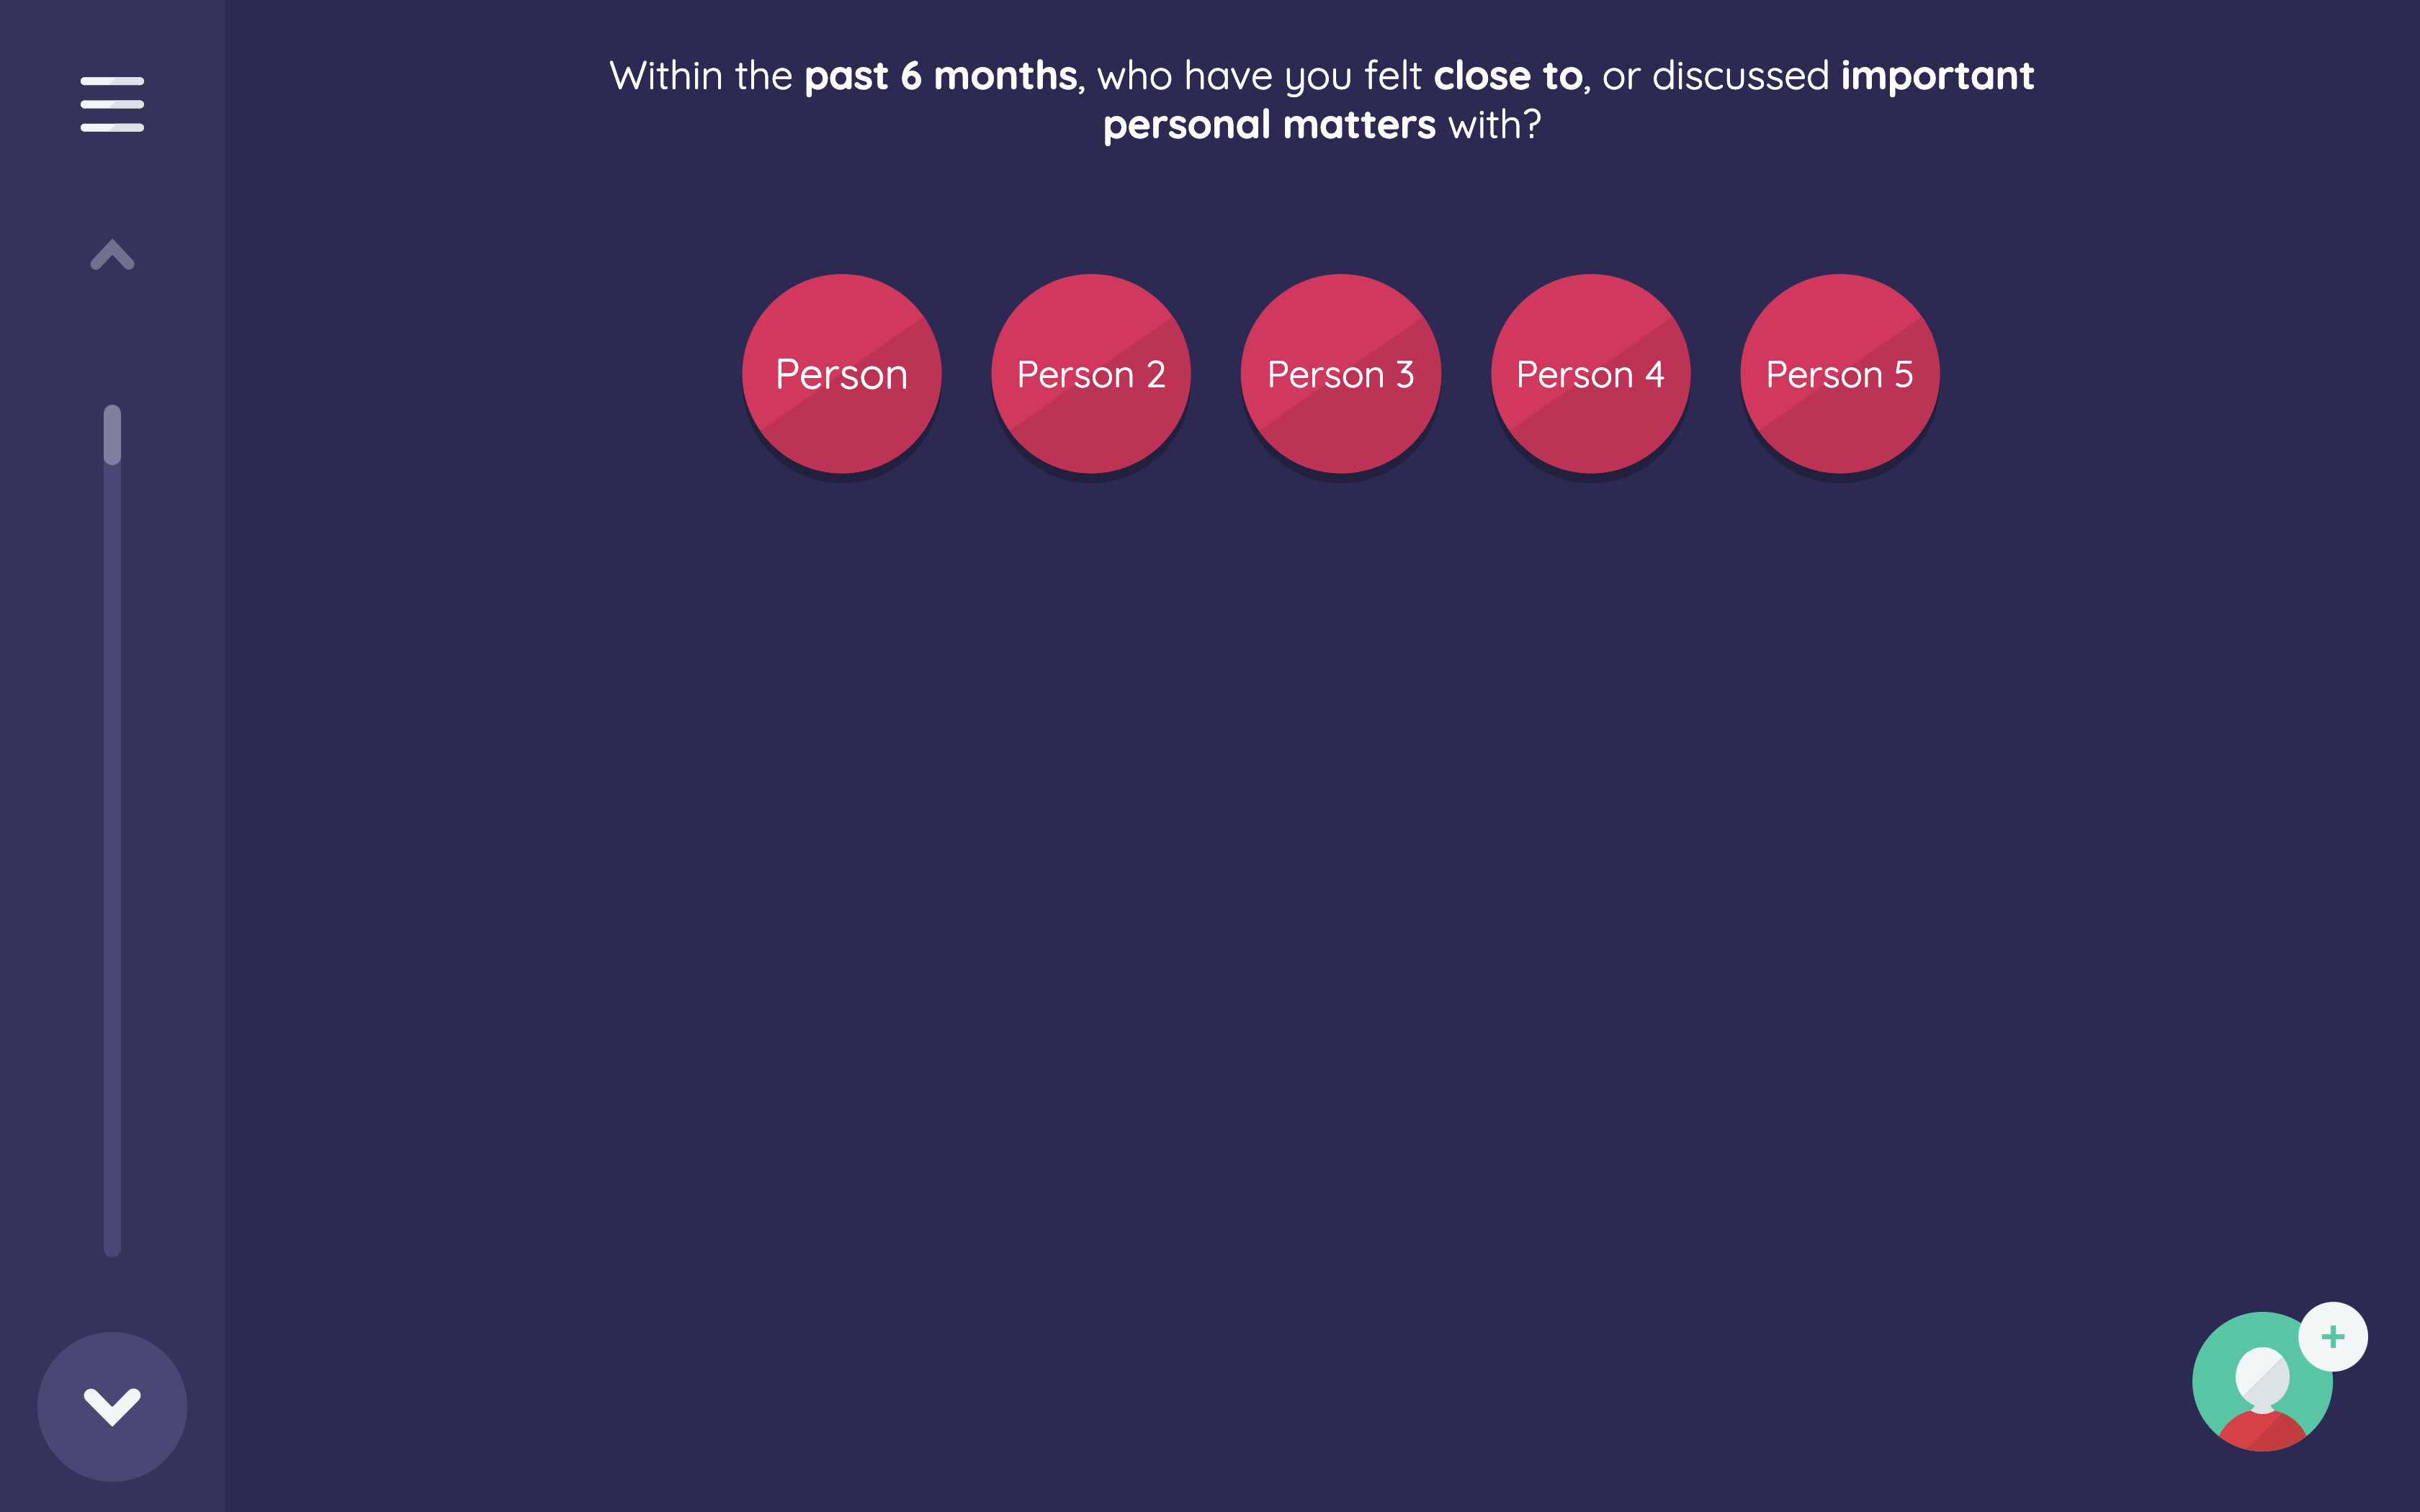 Within the past 6 months, who have you felt close to, or discussed important
personal matters with?
Person
Person 2
Person 3
Person 4
Person 5